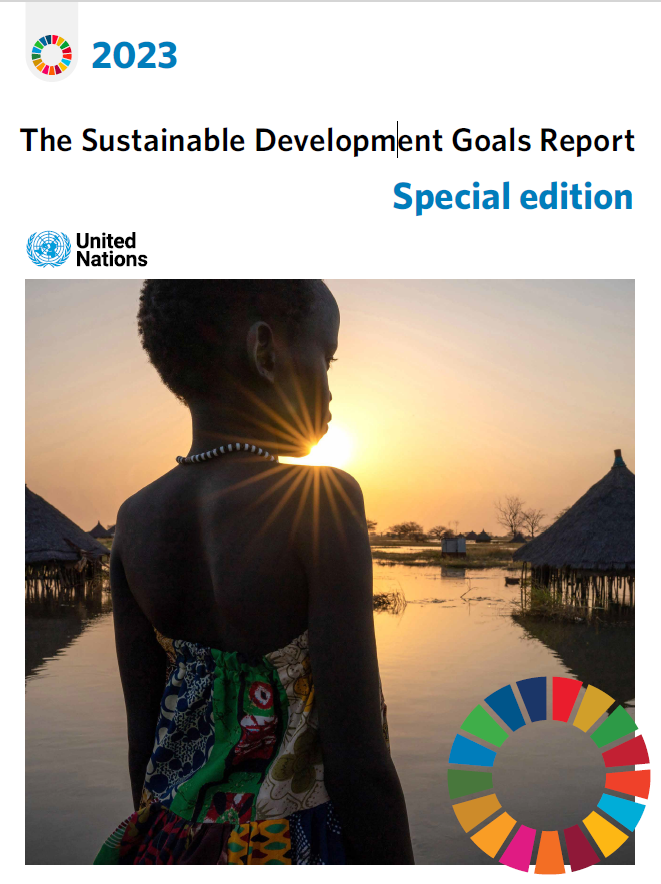 2023
The Sustainable Development Goals Report
Special edition
United
Nations